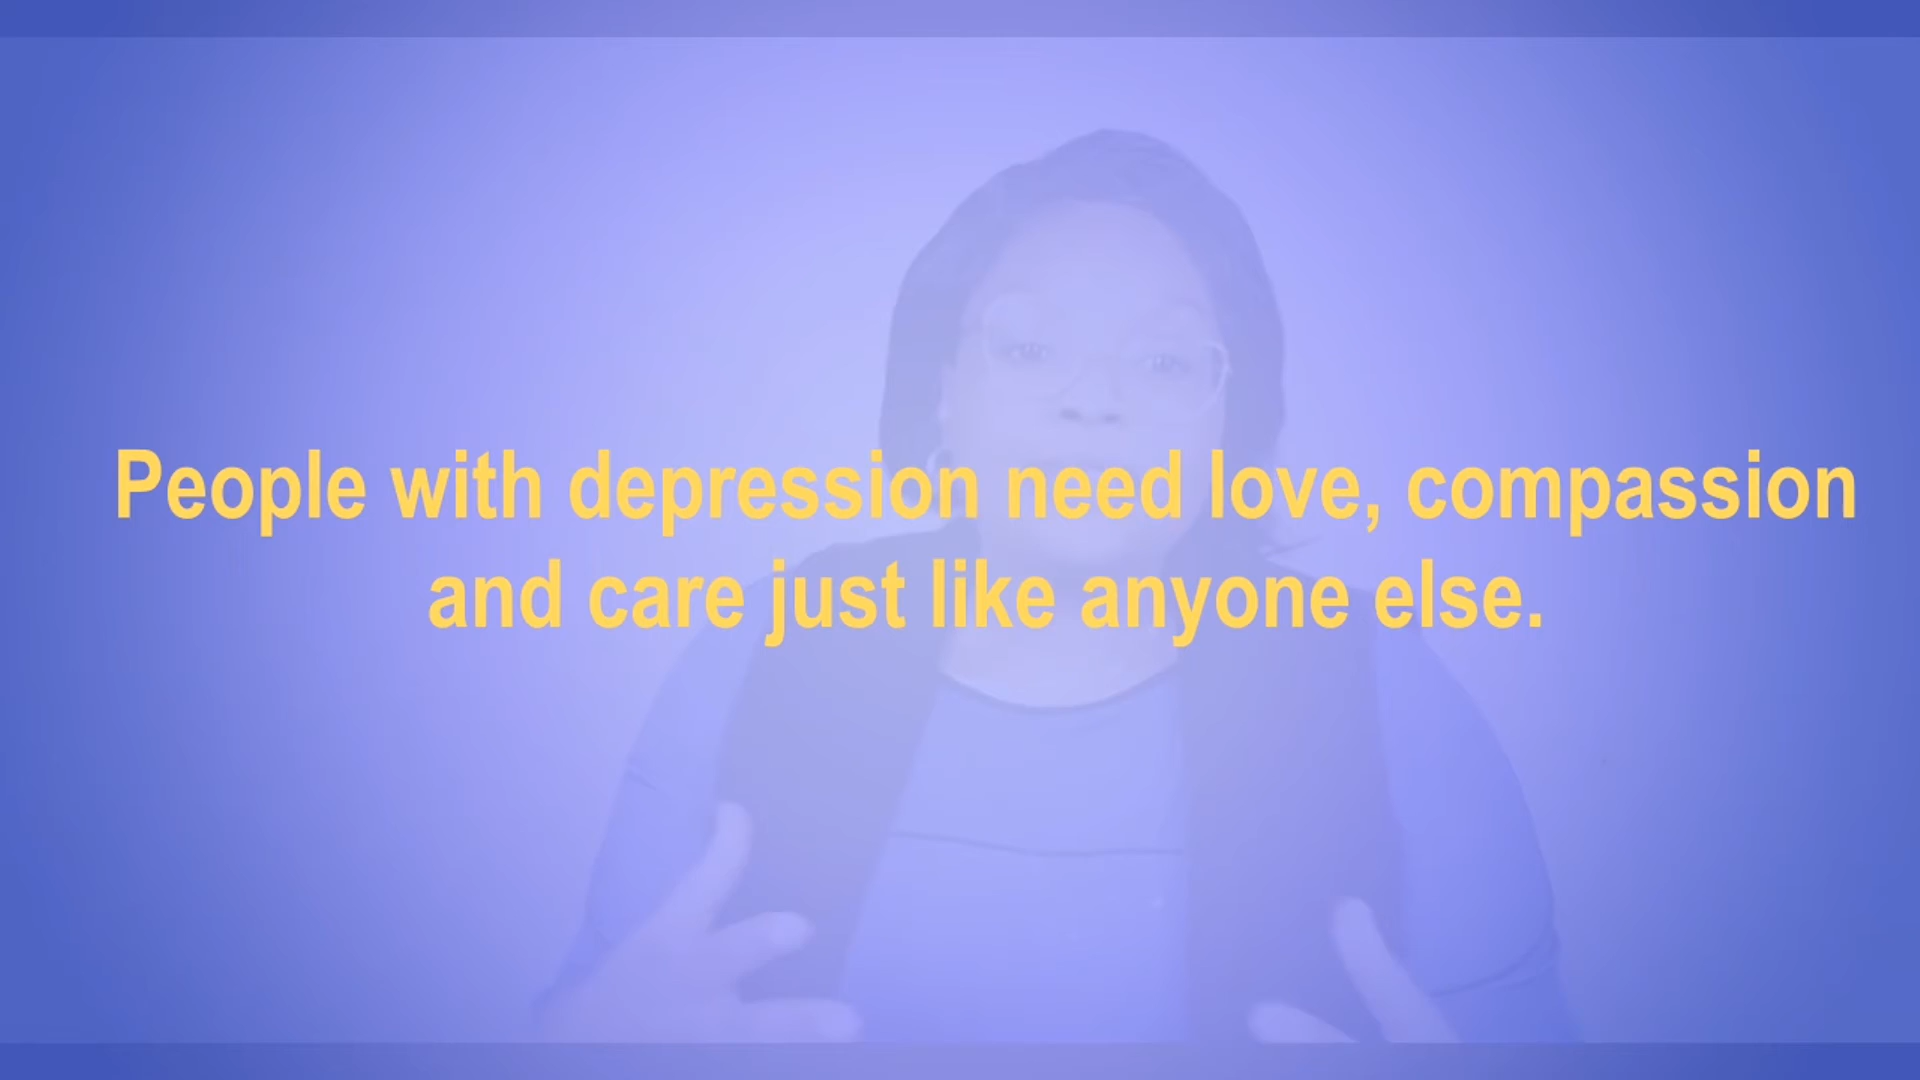 People with depression need love, compassion
and care just like anyone else.